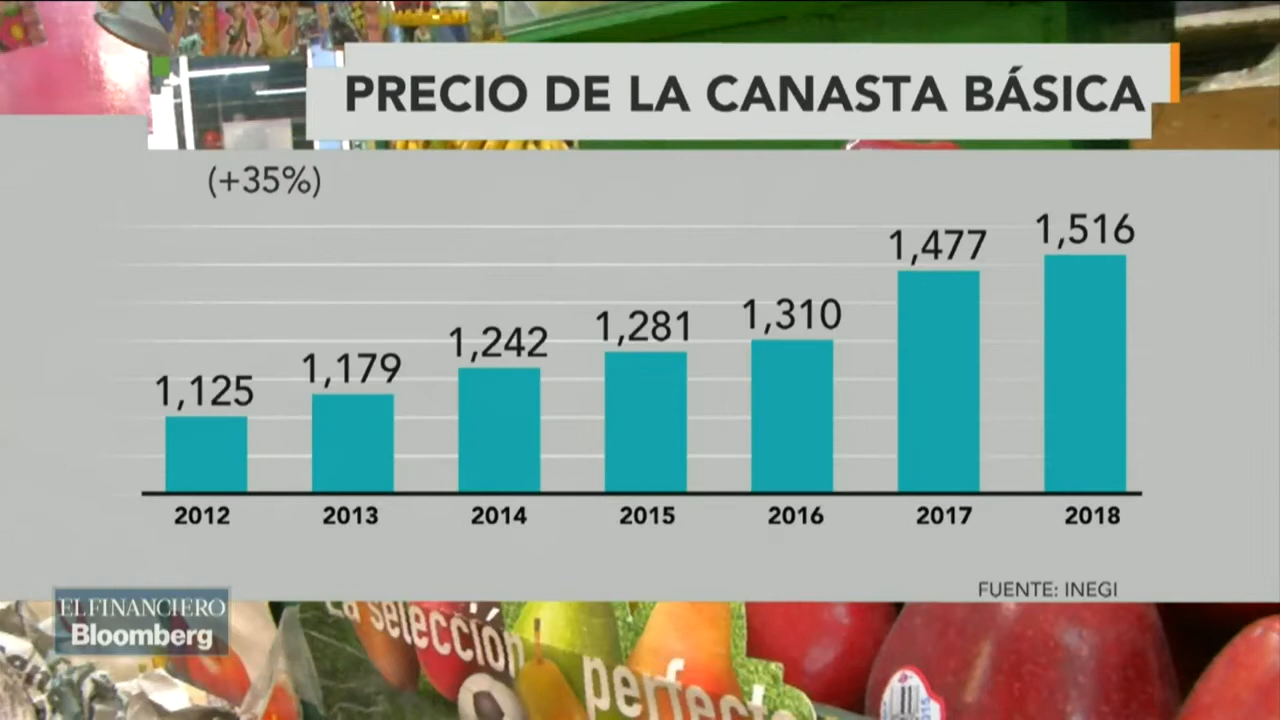 PRECIO DE LA CANASTA BÁSICA
(+35%)
1,125
1,179
1,242
1,281
1,310
1,477
1,516
2012 2013 2014 2015 2016 2017 2018
FUENTE: INEGI
EL FINANCIERO
Bloomberg
La selección
perfect